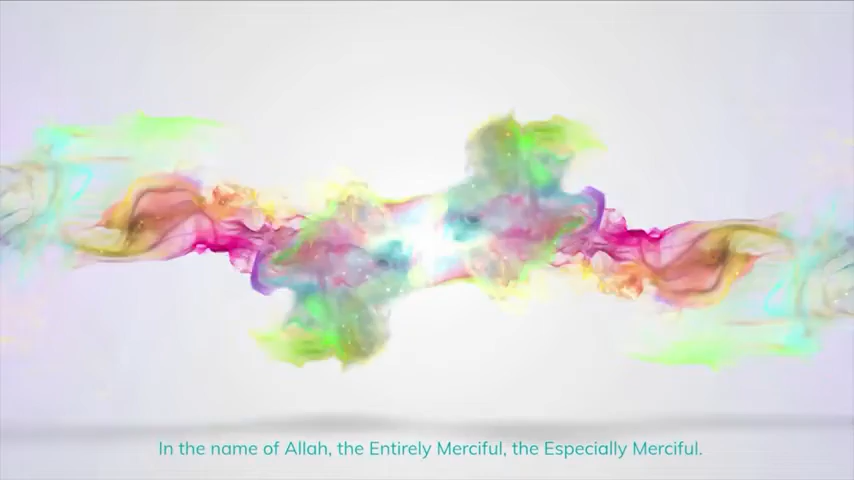 In the name of Allah, the Entirely Merciful, the Especially Merciful.